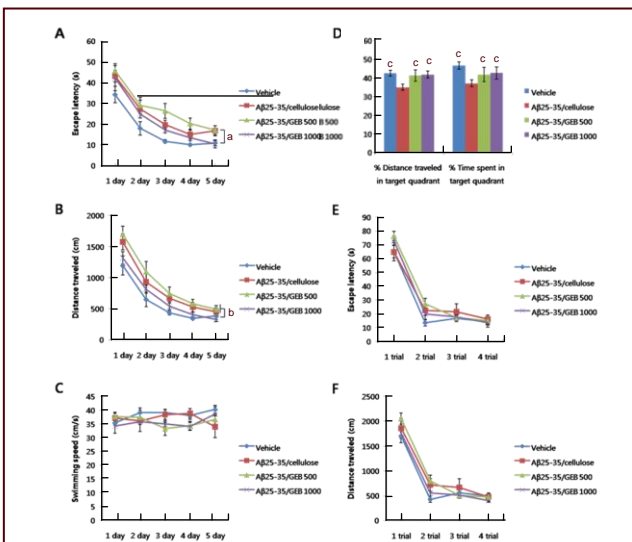 A
60
50
40
30
20
10
0
Escape latency (s)
1 day 2 day 3 day 4 day 5 day
a
Vehicle
Aβ25-35/cellulose lulose
Aβ25-35/GEB 500 B 500
Aβ25-35/GEB 1000 B 1000
D
50
40
30
20
10
0
c c c c c c
% Distance traveled in target quadrant
% Time spent in target quadrant
Vehicle
Aβ25-35/cellulose
Aβ25-35/GEB 500
Aβ25-35/GEB 1000
B
2000
1500
1000
500
0
Distance traveled (cm)
1 day 2 day 3 day 4 day 5 day
b
Vehicle
Aβ25-35/cellulose
Aβ25-35/GEB 500
Aβ25-35/GEB 1000
E
90
80
70
60
50
40
30
20
10
0
Escape latency (s)
1 trial 2 trial 3 trial 4 trial
Vehicle
Aβ25-35/cellulose
Aβ25-35/GEB 500
Aβ25-35/GEB 1000
C
45
40
35
30
25
20
15
10
5
0
Swimming speed (cm/s)
1 day 2 day 3 day 4 day 5 day
Vehicle
Aβ25-35/cellulose
Aβ25-35/GEB 500
Aβ25-35/GEB 1000
F
2500
2000
1500
1000
500
0
Distance traveled (cm)
1 trial 2 trial 3 trial 4 trial
Vehicle
Aβ25-35/cellulose
Aβ25-35/GEB 500
Aβ25-35/GEB 1000